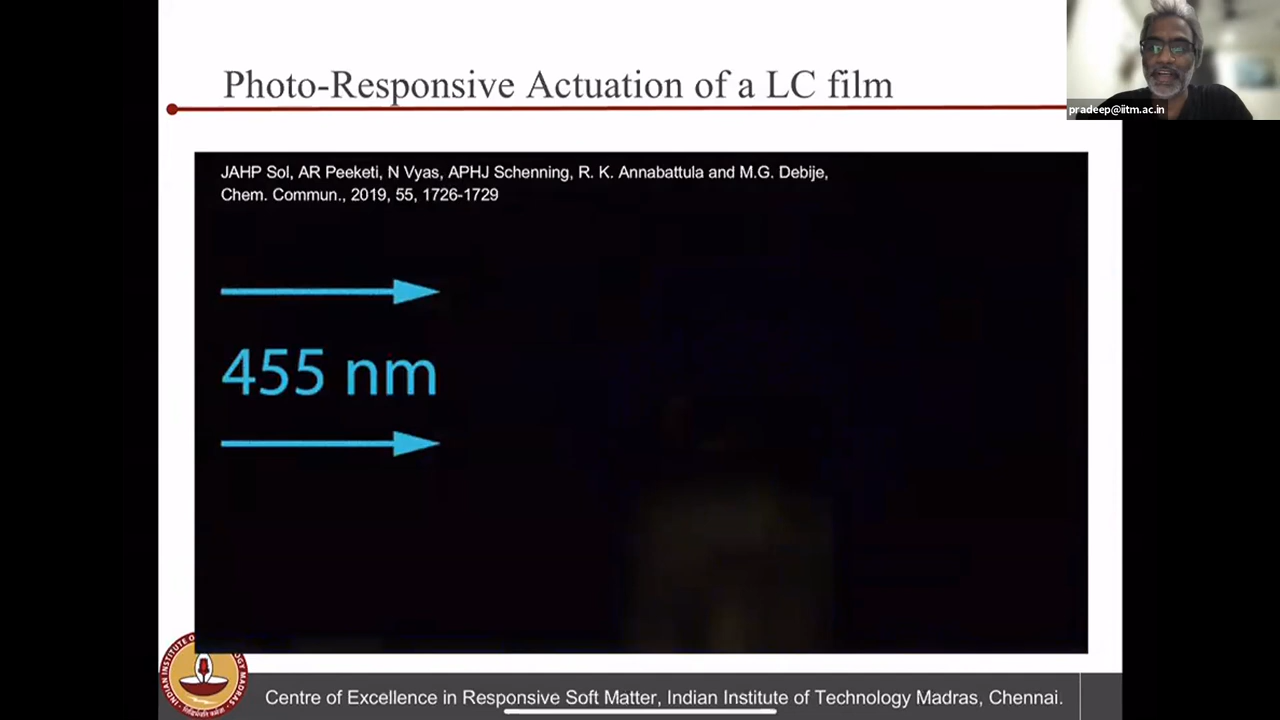 Photo-Responsive Actuation of a LC film
pradeep@iitm.ac.in
JAHP Sol, AR Peeketi, N Vyas, APHJ Schenning, R. K. Annabattula and M.G. Debije,
Chem. Commun., 2019, 55, 1726-1729
455 nm
Centre of Excellence in Responsive Soft Matter, Indian Institute of Technology Madras, Chennai.